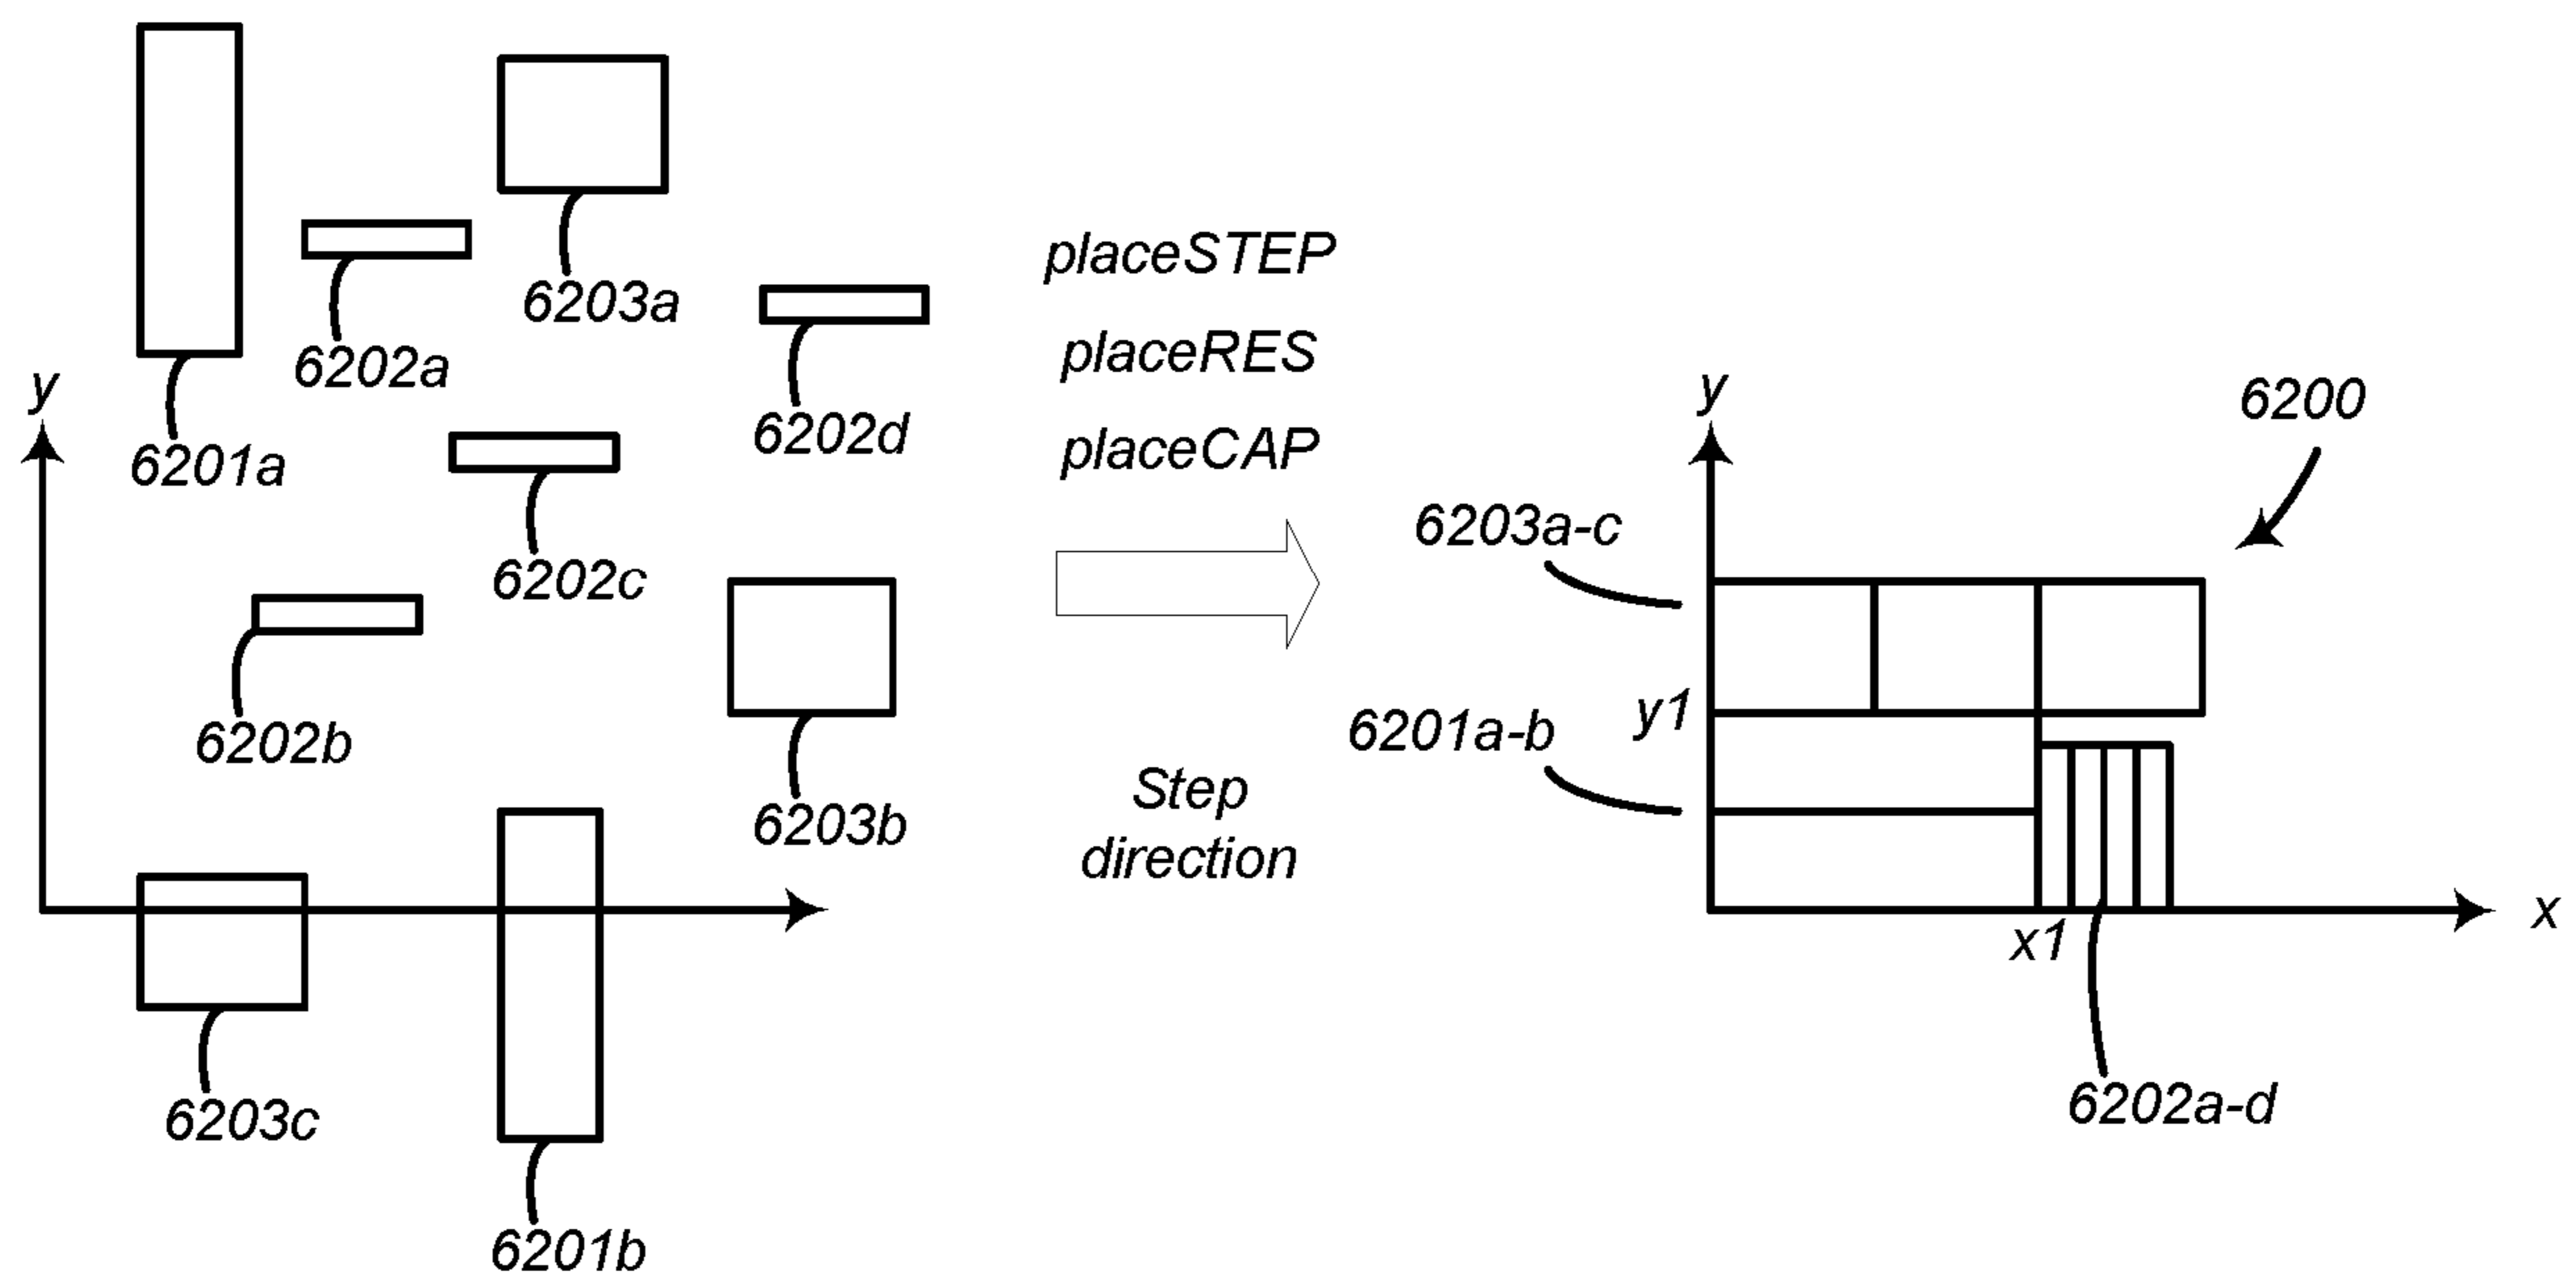 6203a
6202a
6202d
y
6201a
6202c
6202b
6203b
6203c
6201b
placeSTEP
placeRES
placeCAP
Step
direction
y
6200
6203a-c
y1
6201a-b
x1
x
6202a-d